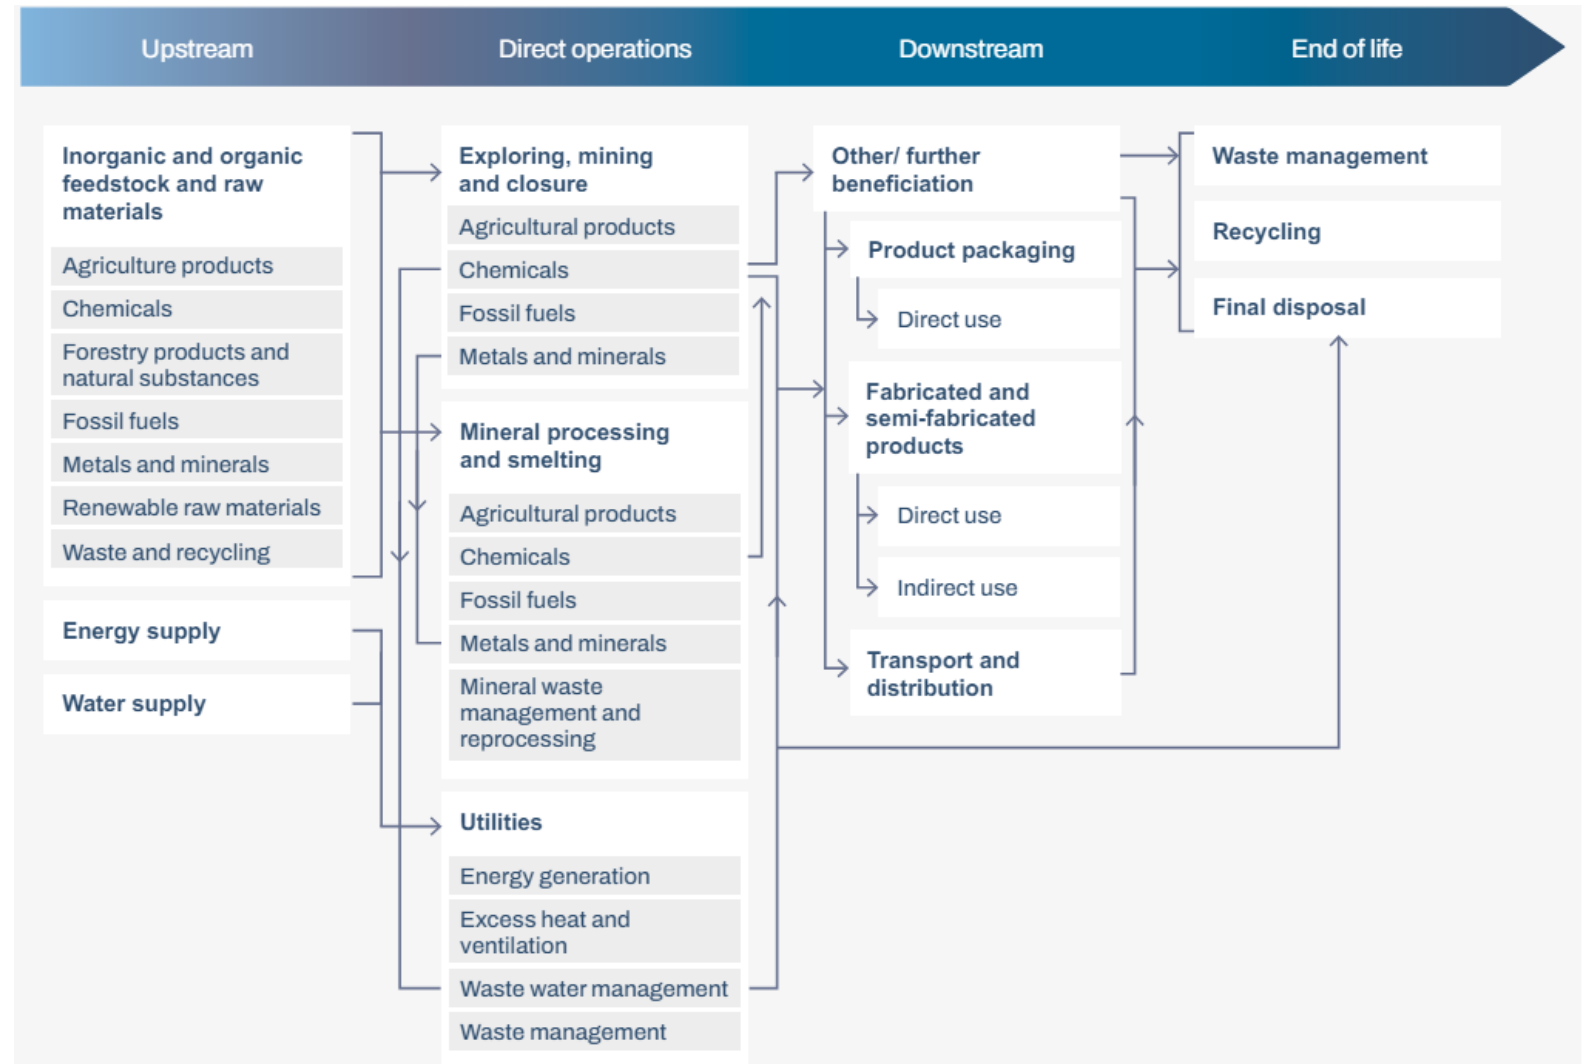 Upstream
Direct operations
Downstream
End of life
Inorganic and organic
feedstock and raw
materials
Agriculture products
Chemicals
Forestry products and
natural substances
Fossil fuels
Metals and minerals
Renewable raw materials
Waste and recycling
Energy supply
Water supply
Exploring, mining
and closure
Agricultural products
Chemicals
Fossil fuels
Metals and minerals
Mineral processing
and smelting
Agricultural products
Chemicals
Fossil fuels
Metals and minerals
Mineral waste
management and
reprocessing
Utilities
Energy generation
Excess heat and
ventilation
Waste water management
Waste management
Other/ further
beneficiation
Product packaging
Direct use
Fabricated and
semi-fabricated
products
Direct use
Indirect use
Transport and
distribution
Waste management
Recycling
Final disposal